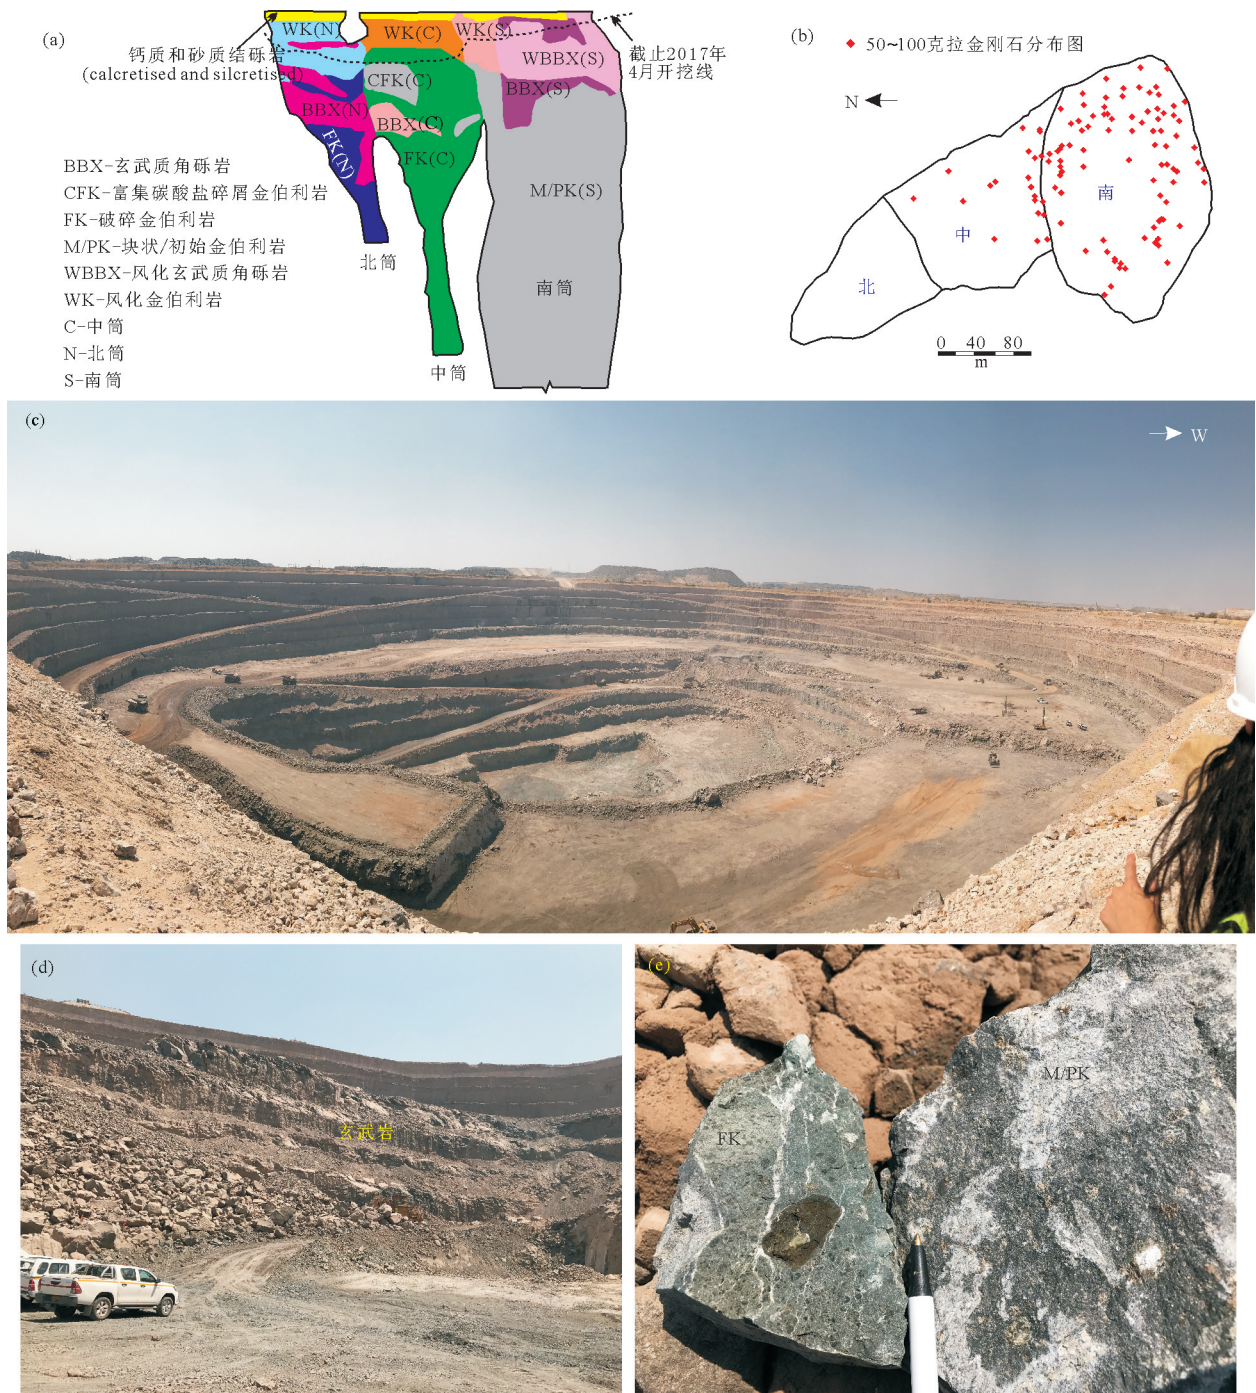 (a)
WK(N)
WK(C)
WK(S)
钙质和砂质结砾岩
(calcretised and silcretised)
WBBX(S)
截止2017年
4月开挖线
CFK(C)
BBX(S)
BBX(N)
BBX(C)
FK(N)
FK(C)
M/PK(S)
BBX-玄武质角砾岩
CFK-富集碳酸盐碎屑金伯利岩
FK-破碎金伯利岩
M/PK-块状/初始金伯利岩
WBBX-风化玄武质角砾岩
WK-风化金伯利岩
C-中筒
N-北筒
S-南筒
北筒
中筒
南筒
(b)
50~100克拉金刚石分布图
N
南
中
北
0 40 80
m
(c)
W
(d)
玄武岩
(e)
FK
M/PK